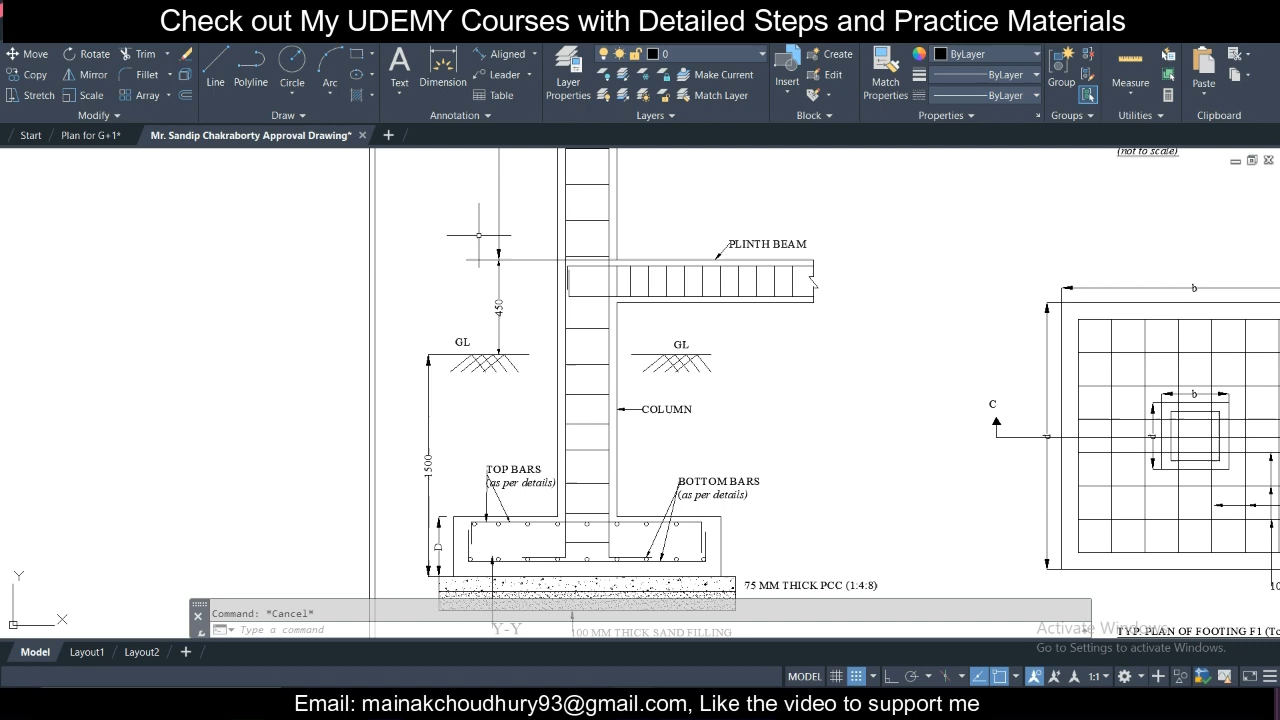 Check out My UDEMY Courses with Detailed Steps and Practice Materials
Move Rotate Trim
Copy Mirror Fillet
Stretch Scale Array
Modify
Line Polyline Circle Arc
Draw
Text Dimension
Aligned
Leader
Table
Annotation
Layer Properties
0
Make Current
Match Layer
Layers
Insert
Create
Edit
Block
Match Properties
ByLayer
ByLayer
ByLayer
Properties
Group
Groups
Measure
Utilities
Paste
Clipboard
Start
Plan for G+1*
Mr. Sandip Chakraborty Approval Drawing*
(not to scale)
PLINTH BEAM
450
GL
GL
COLUMN
1500
TOP BARS
(as per details)
BOTTOM BARS
(as per details)
D
75 MM THICK PCC (1:4:8)
Y-Y
100 MM THICK SAND FILLING
b
b
d
d
C
10
TYP. PLAN OF FOOTING F1 (To
Y
X
Command: *Cancel*
Type a command
Activate Windows
Go to Settings to activate Windows.
Model Layout1 Layout2
MODEL
1:1
Email: mainakchoudhury93@gmail.com, Like the video to support me